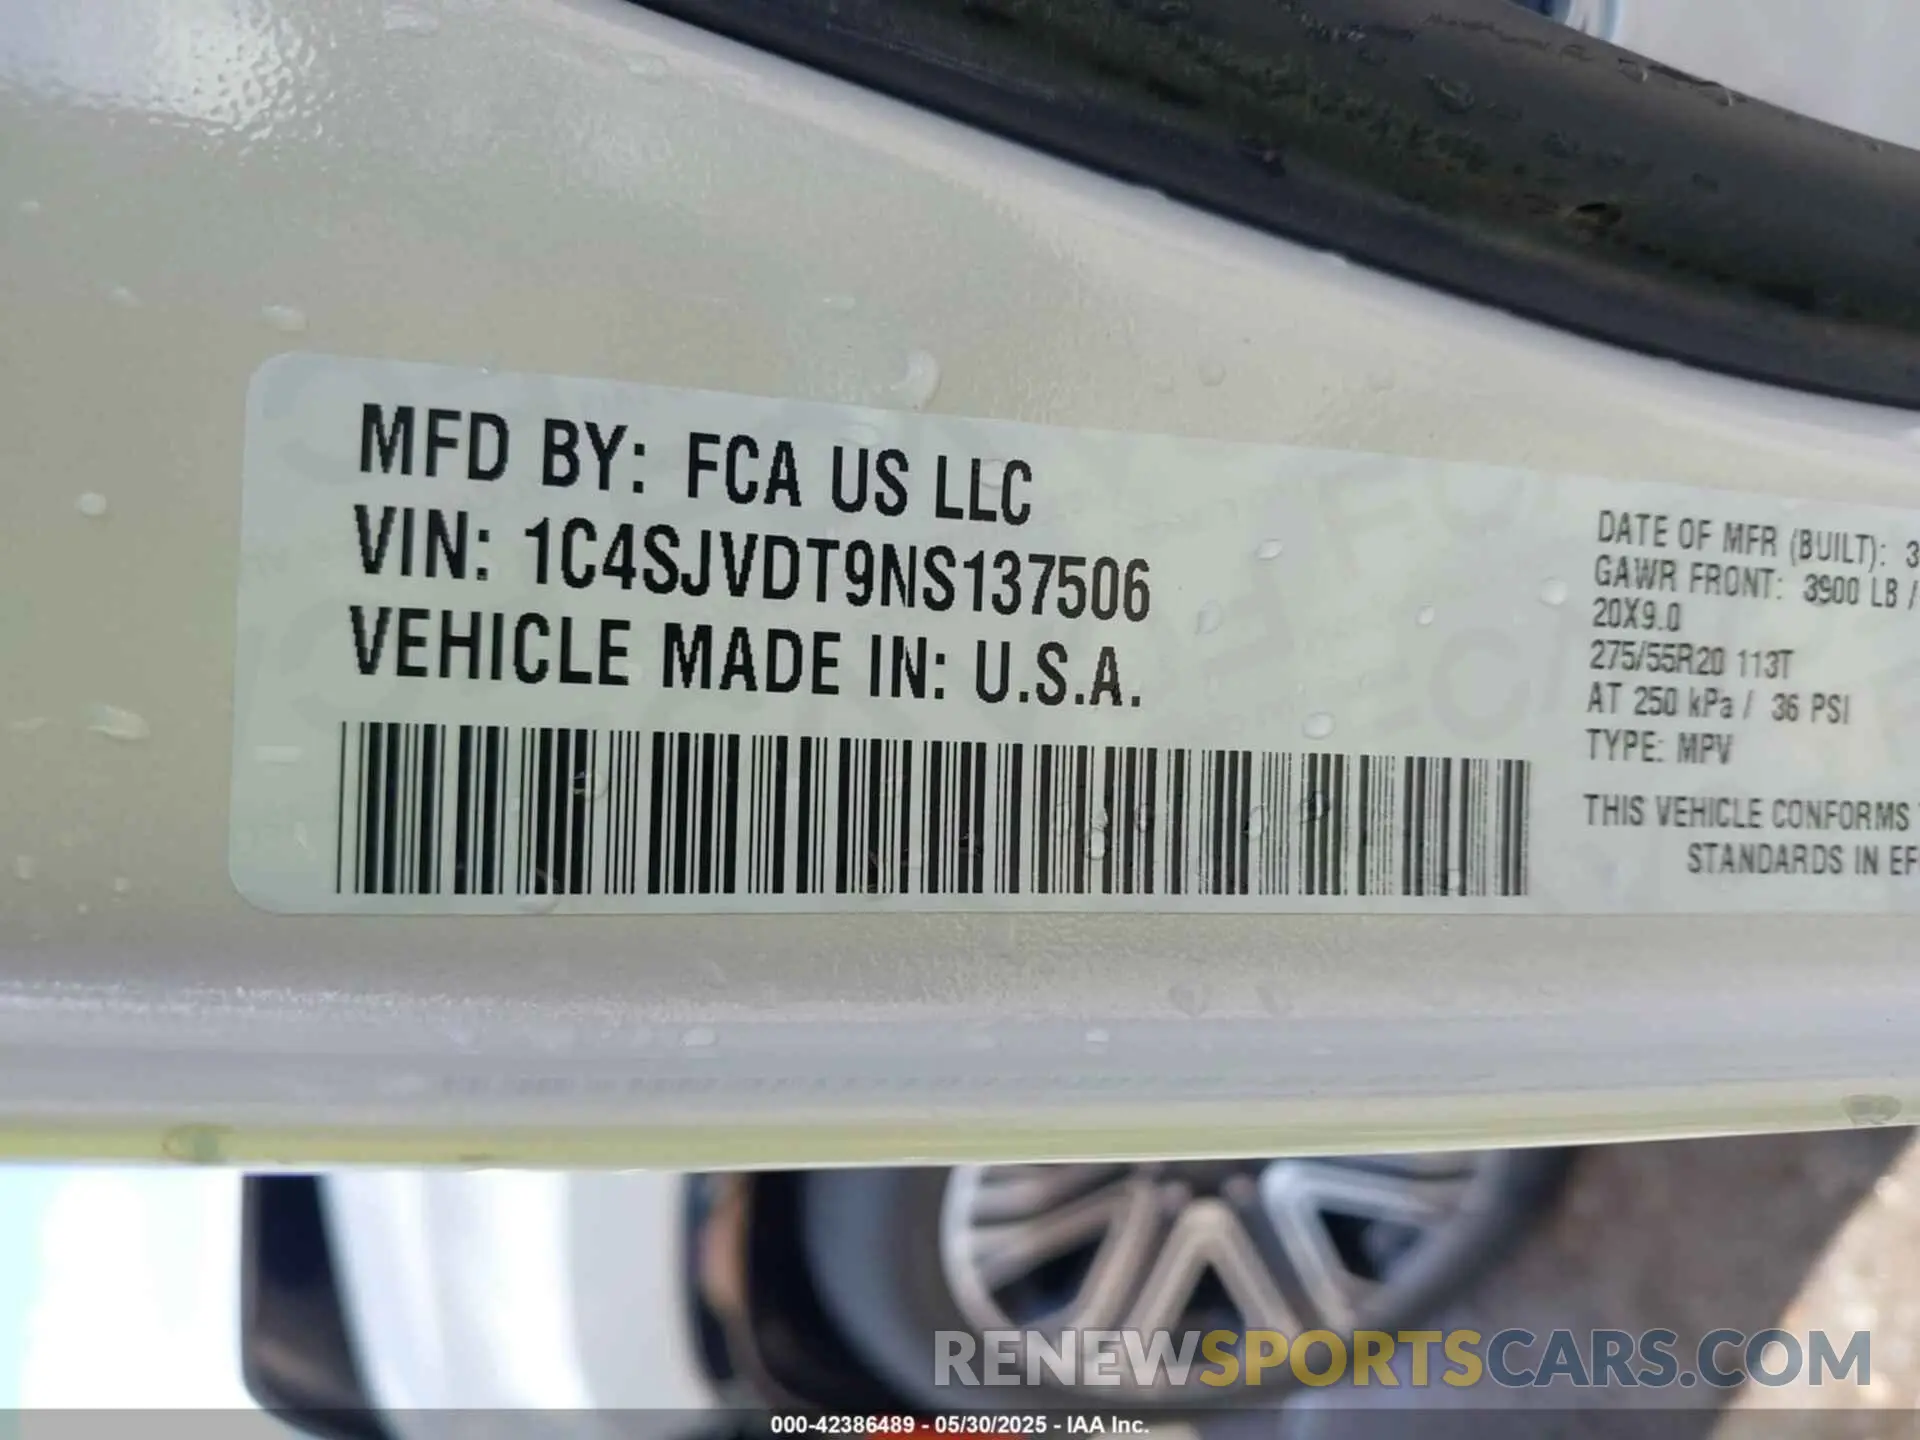 MFD BY: FCA US LLC
VIN: 1C4SJVDT9NS137506
VEHICLE MADE IN: U.S.A.
DATE OF MFR (BUILT): 3
GAWR FRONT: 3900 LB /
20X9.0
275/55R20 113T
AT 250 kPa / 36 PSI
TYPE: MPV
THIS VEHICLE CONFORMS
STANDARDS IN EF
RENEWSPORTSCARS.COM
000-42386489 - 05/30/2025 - IAA Inc.